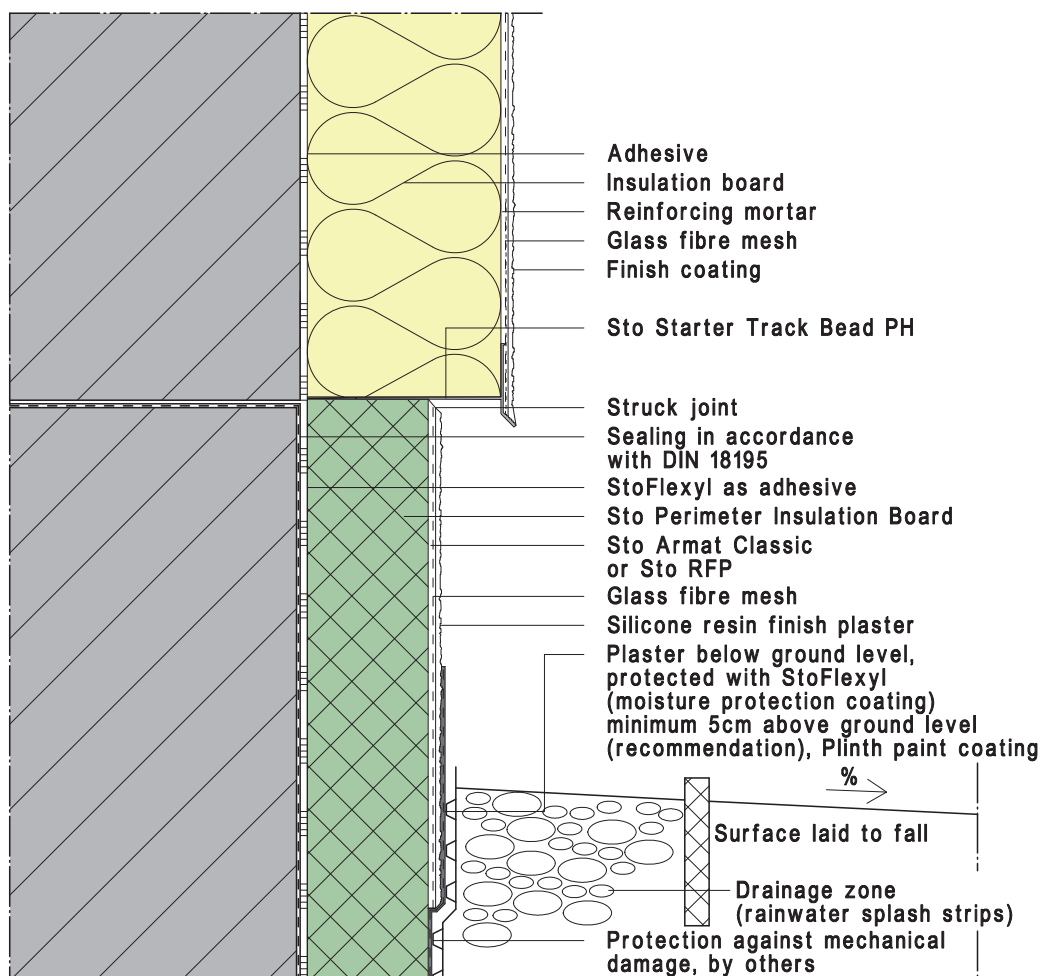 Adhesive
Insulation board
Reinforcing mortar
Glass fibre mesh
Finish coating
Sto Starter Track Bead PH
Struck joint
Sealing in accordance
with DIN 18195
StoFlexyl as adhesive
Sto Perimeter Insulation Board
Sto Armat Classic
or Sto RFP
Glass fibre mesh
Silicone resin finish plaster
Plaster below ground level,
protected with StoFlexyl
(moisture protection coating)
minimum 5cm above ground level
(recommendation), Plinth paint coating
%
Surface laid to fall
Drainage zone
(rainwater splash strips)
Protection against mechanical
damage, by others